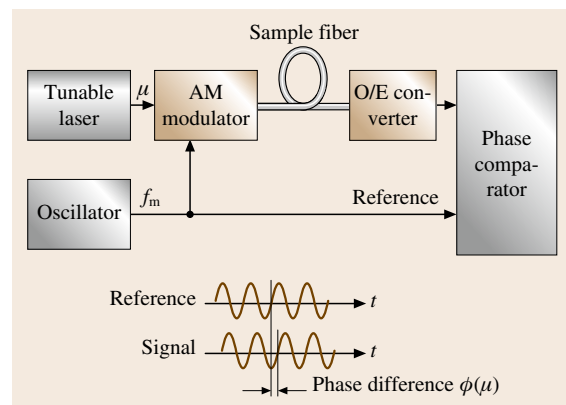 Sample fiber
Tunable
laser
μ
AM
modulator
O/E con-
verter
Phase
compa-
rator
Oscillator
fm
Reference
Reference
t
Signal
t
Phase difference ϕ(μ)